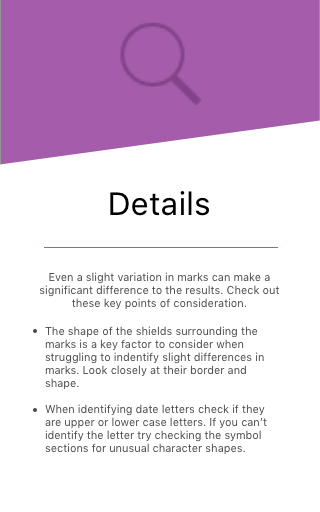 Details
Even a slight variation in marks can make a
significant difference to the results. Check out
these key points of consideration.
• The shape of the shields surrounding the
marks is a key factor to consider when
struggling to indentify slight differences in
marks. Look closely at their border and
shape.
• When identifying date letters check if they
are upper or lower case letters. If you can't
identify the letter try checking the symbol
sections for unusual character shapes.